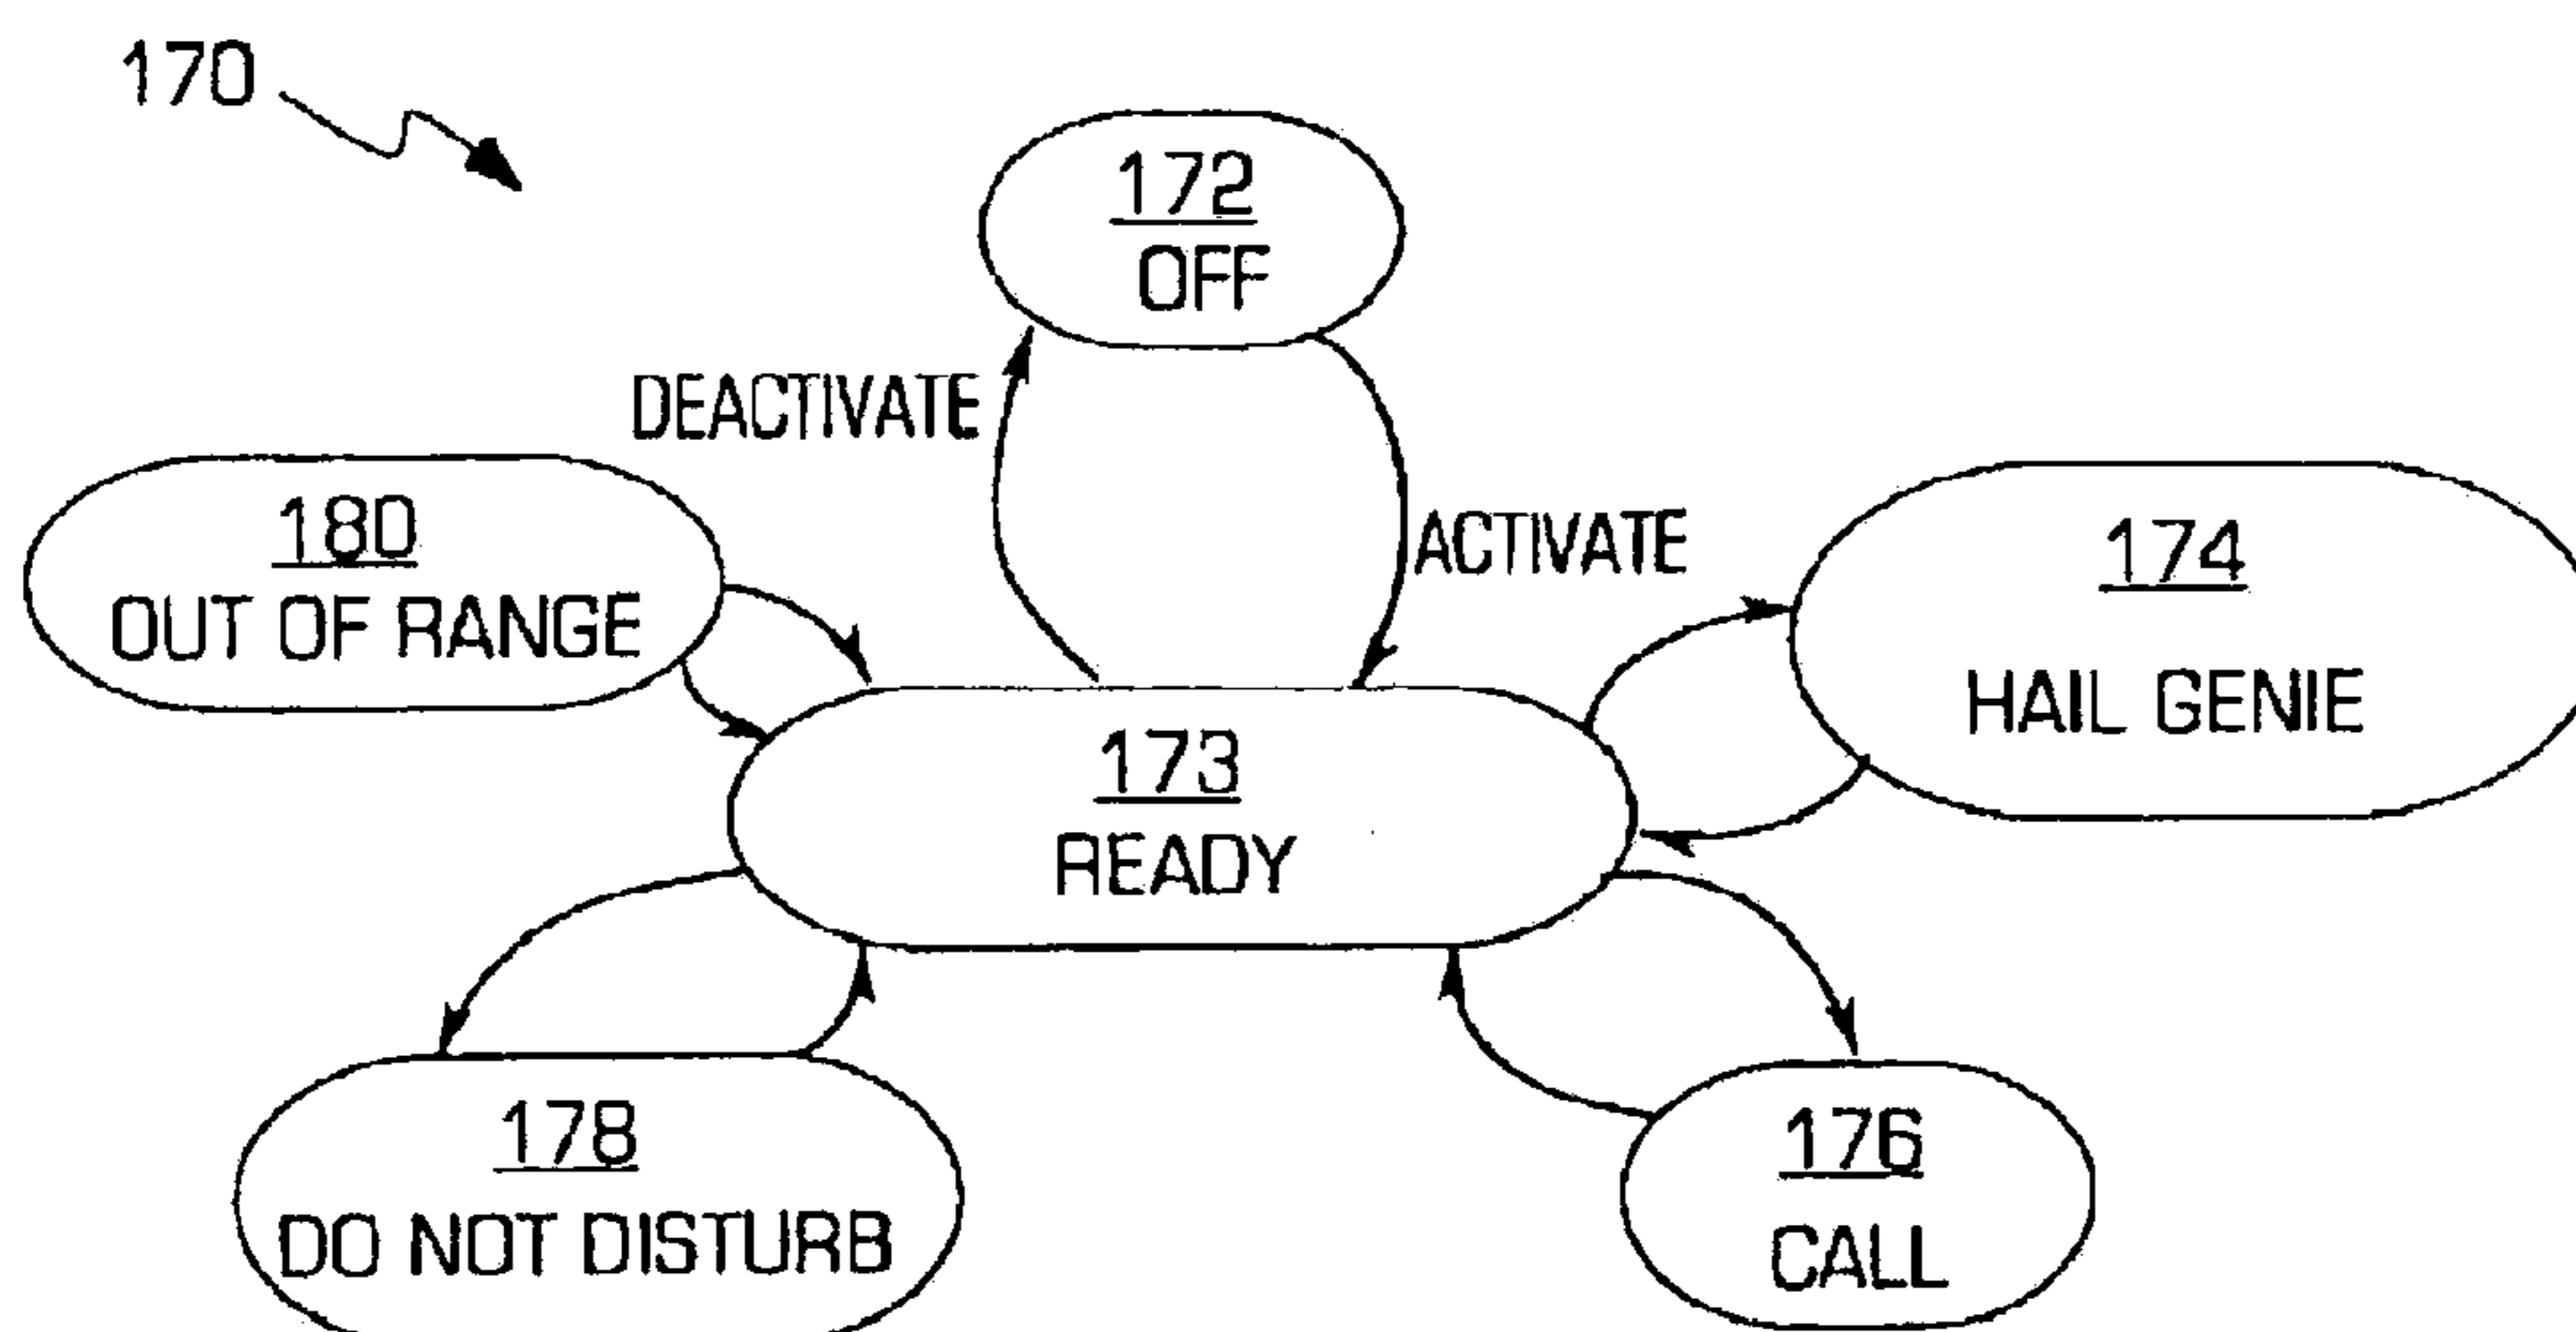 170
172
OFF
DEACTIVATE
ACTIVATE
180
OUT OF RANGE
174
HAIL GENIE
173
READY
178
DO NOT DISTURB
176
CALL